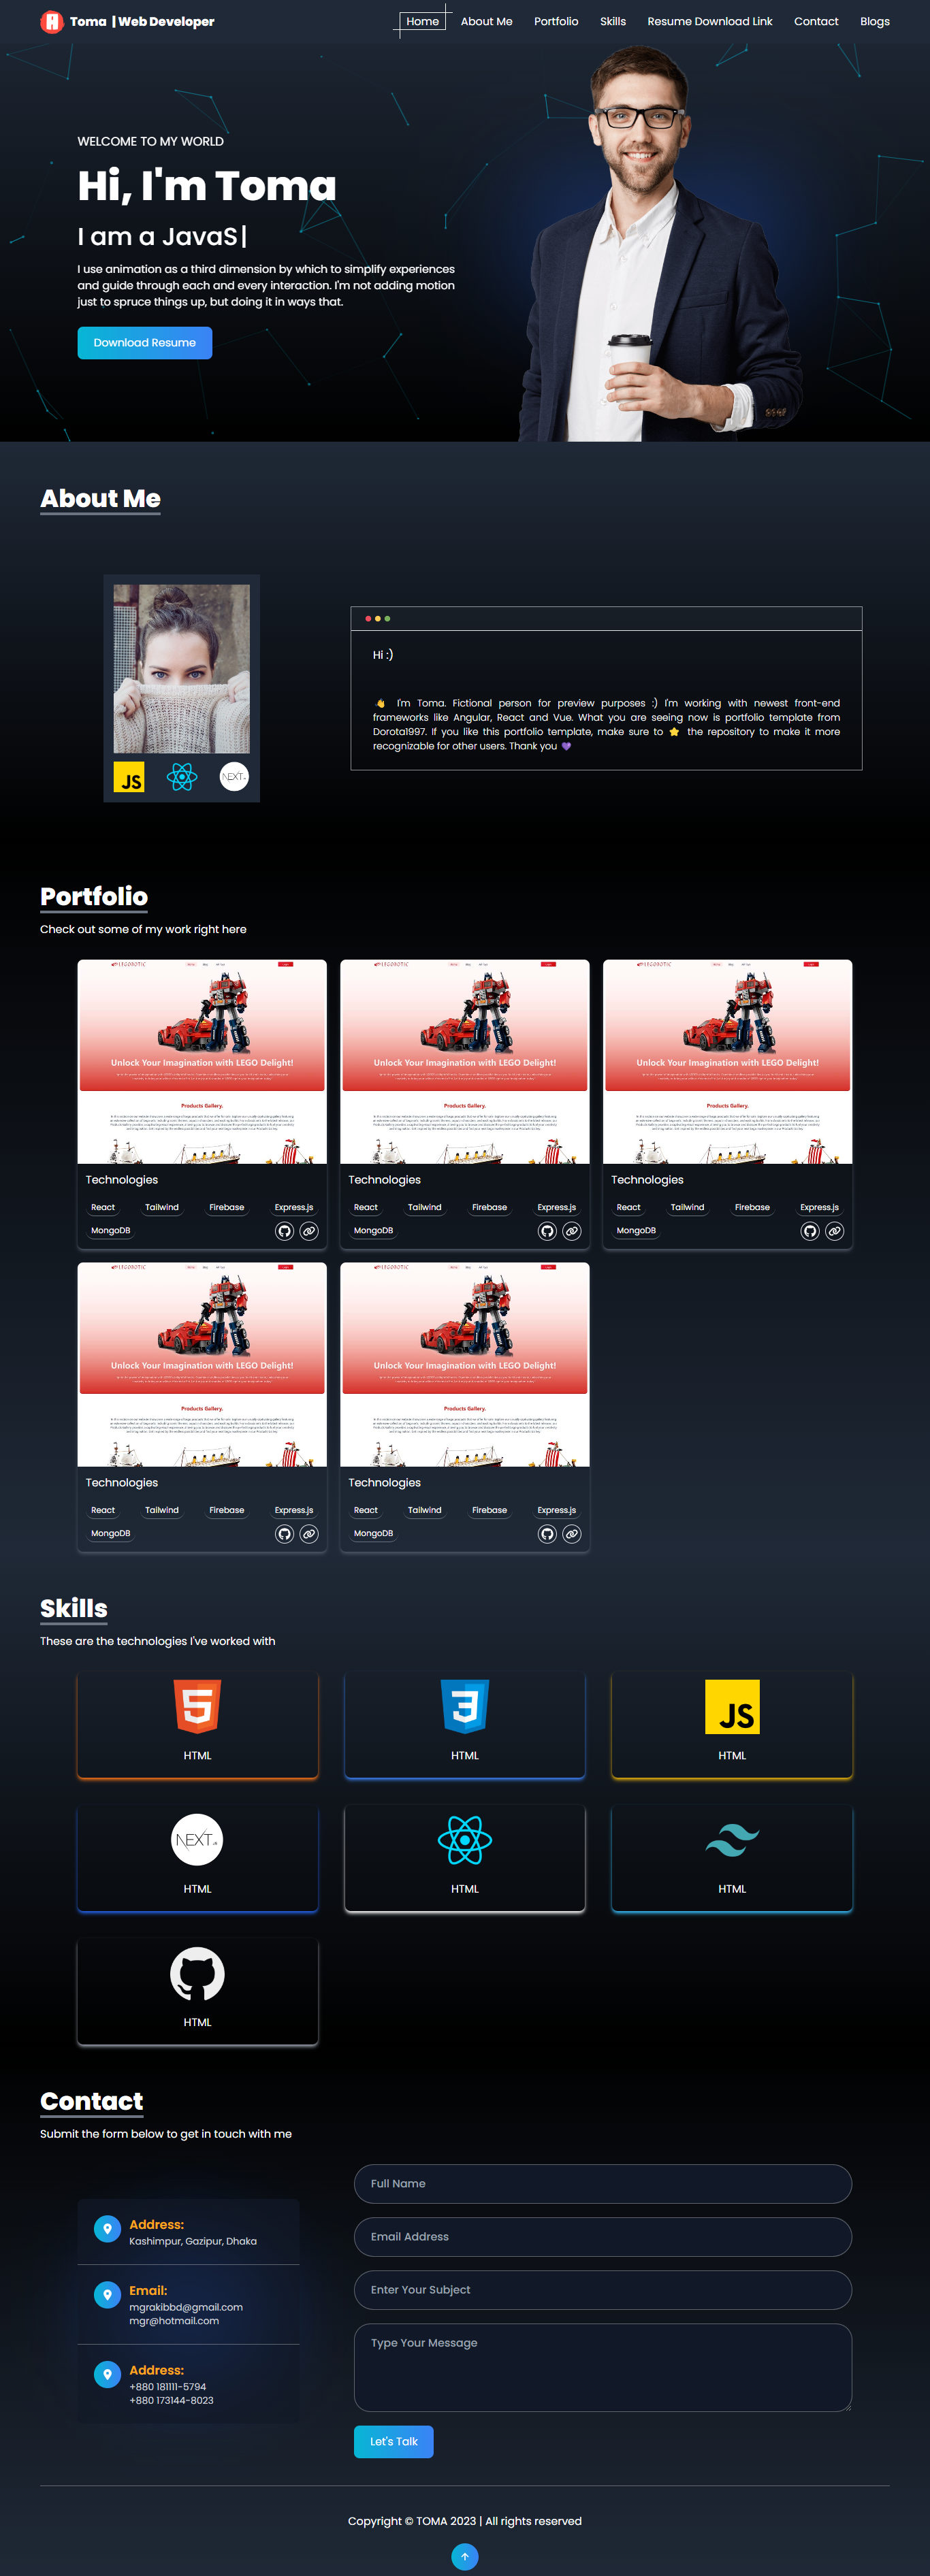 Toma | Web Developer
Home
About Me
Portfolio
Skills
Resume Download Link
Contact
Blogs
WELCOME TO MY WORLD
Hi, I'm Toma
I am a JavaS|
I use animation as a third dimension by which to simplify experiences
and guide through each and every interaction. I'm not adding motion
just to spruce things up, but doing it in ways that.
Download Resume
About Me
JS
NEXT.JS
Hi :)
👋 I'm Toma. Fictional person for preview purposes :) I'm working with newest front-end
frameworks like Angular, React and Vue. What you are seeing now is portfolio template from
Dorota1997. If you like this portfolio template, make sure to ⭐ the repository to make it more
recognizable for other users. Thank you 💜
Portfolio
Check out some of my work right here
Unlock Your Imagination with LEGO Delight!
Products Gallery.
Technologies
React
Tailwind
Firebase
Express.js
MongoDB
Unlock Your Imagination with LEGO Delight!
Products Gallery.
Technologies
React
Tailwind
Firebase
Express.js
MongoDB
Unlock Your Imagination with LEGO Delight!
Products Gallery.
Technologies
React
Tailwind
Firebase
Express.js
MongoDB
Unlock Your Imagination with LEGO Delight!
Products Gallery.
Technologies
React
Tailwind
Firebase
Express.js
MongoDB
Unlock Your Imagination with LEGO Delight!
Products Gallery.
Technologies
React
Tailwind
Firebase
Express.js
MongoDB
Skills
These are the technologies I've worked with
5
HTML
3
HTML
JS
HTML
NEXT.JS
HTML
HTML
HTML
HTML
Contact
Submit the form below to get in touch with me
Address:
Kashimpur, Gazipur, Dhaka
Email:
mgrakibbd@gmail.com
mgr@hotmail.com
Address:
+880 181111-5794
+880 173144-8023
Full Name
Email Address
Enter Your Subject
Type Your Message
Let's Talk
Copyright © TOMA 2023 | All rights reserved